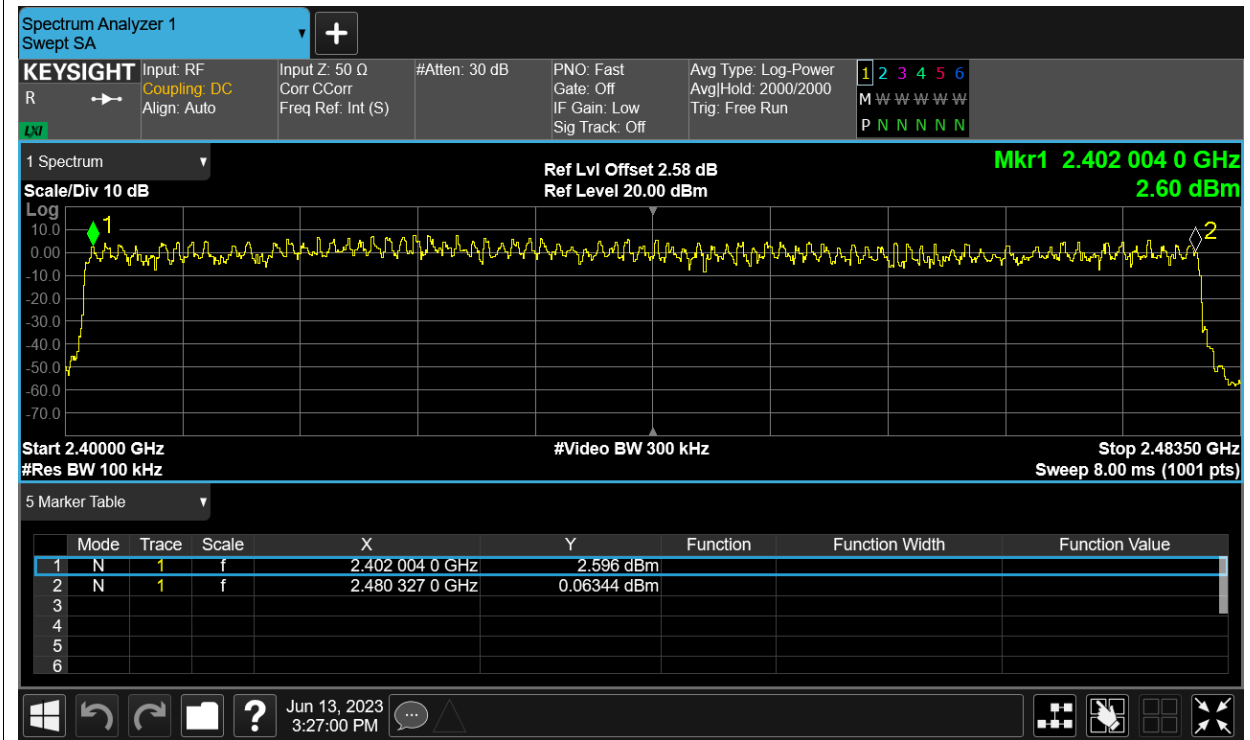 Spectrum Analyzer 1
Swept SA
KEYSIGHT
R
LXI
Input: RF
Coupling: DC
Align: Auto
Input Z: 50 Ω
Corr CCorr
Freq Ref: Int (S)
#Atten: 30 dB
PNO: Fast
Gate: Off
IF Gain: Low
Sig Track: Off
Avg Type: Log-Power
Avg|Hold: 2000/2000
Trig: Free Run
1 2 3 4 5 6
M W W W W W
P N N N N N
1 Spectrum
Scale/Div 10 dB
Ref Lvl Offset 2.58 dB
Ref Level 20.00 dBm
Mkr1 2.402 004 0 GHz
2.60 dBm
Log
10.0
0.00
-10.0
-20.0
-30.0
-40.0
-50.0
-60.0
-70.0
1
2
Start 2.40000 GHz
#Res BW 100 kHz
#Video BW 300 kHz
Stop 2.48350 GHz
Sweep 8.00 ms (1001 pts)
5 Marker Table
Mode Trace Scale X Y Function Function Width Function Value
1 N 1 f 2.402 004 0 GHz 2.596 dBm
2 N 1 f 2.480 327 0 GHz 0.06344 dBm
3
4
5
6
?
Jun 13, 2023
3:27:00 PM